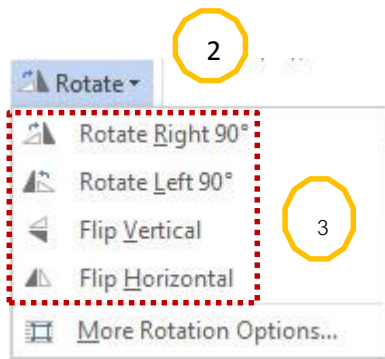 2
Rotate
Rotate Right 90°
Rotate Left 90°
Flip Vertical
3
Flip Horizontal
More Rotation Options...